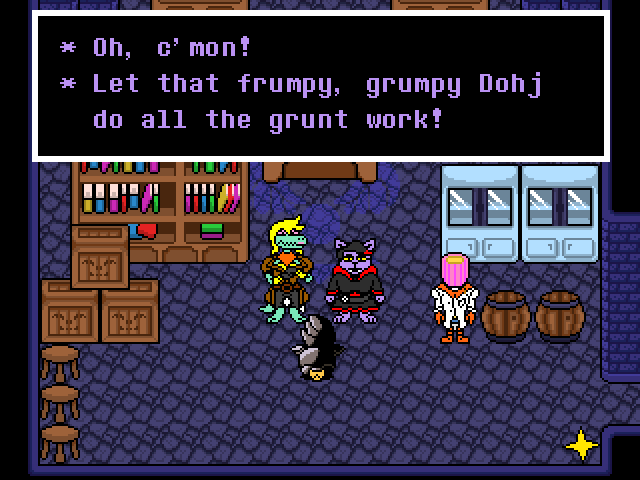 * Oh, c'mon!
* Let that frumpy, grumpy Dohj
do all the grunt work!